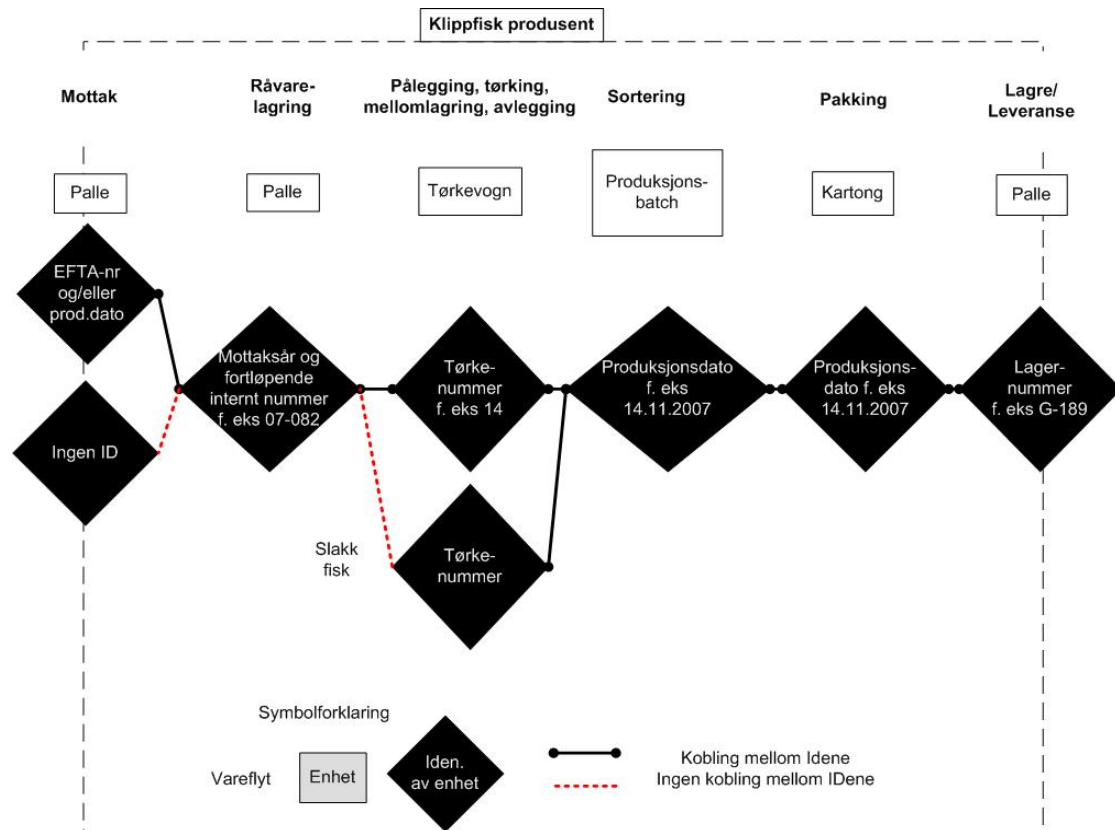 Klippfisk produsent
Mottak
Råvare-
lagring
Pålegging, tørking,
mellomlagring, avlegging
Sortering
Pakking
Lagre/
Leveranse
Palle
Palle
Tørkevogn
Produksjons-
batch
Kartong
Palle
EFTA-nr
og/eller
prod.dato
Ingen ID
Mottaksår og
fortløpende
internt nummer
f. eks 07-082
Tørke-
nummer
f. eks 14
Produksjonsdato
f. eks
14.11.2007
Produksjons-
dato f. eks
14.11.2007
Lager-
nummer
f. eks G-189
Slakk
fisk
Tørke-
nummer
Symbolforklaring
Vareflyt
Enhet
Iden.
av enhet
Kobling mellom Idene
Ingen kobling mellom IDene